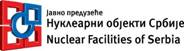 Јавно предузеће
Нуклеарни објекти Србије
Nuclear Facilities of Serbia